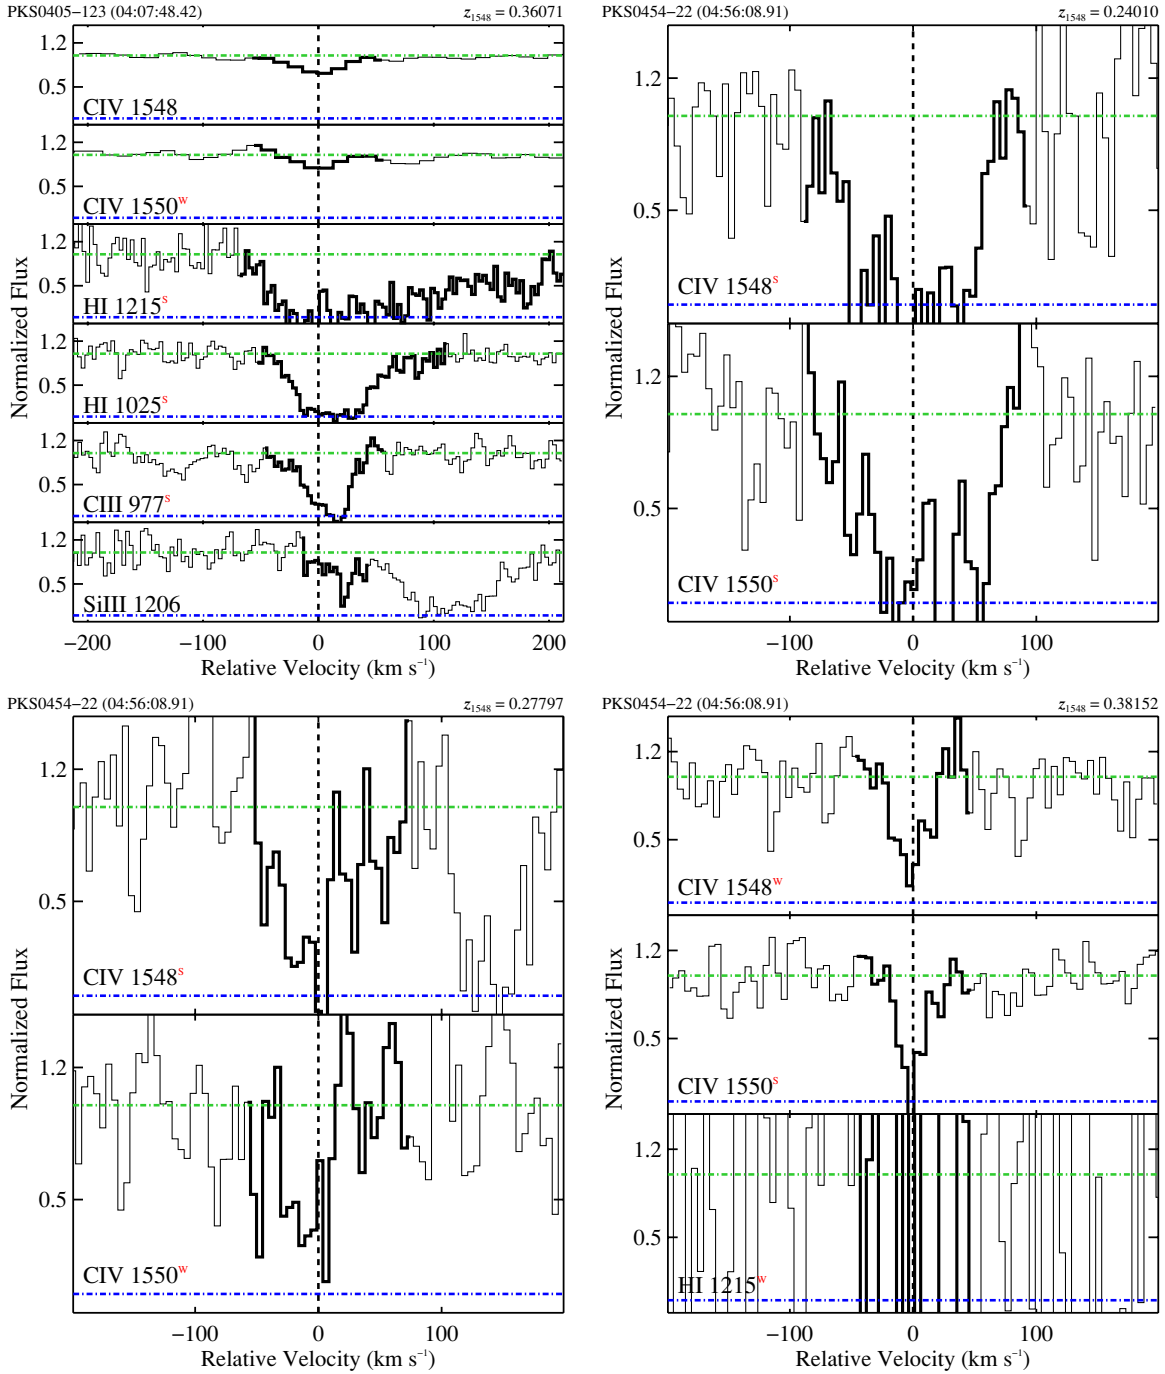 PKS0405−123 (04:07:48.42) z1548 = 0.36071
1.2
0.5
CIV 1548
1.2
0.5
CIV 1550w
1.2
0.5
HI 1215s
1.2
0.5
HI 1025s
1.2
0.5
CIII 977s
1.2
0.5
SiIII 1206
Normalized Flux
−200 −100 0 100 200
Relative Velocity (km s−1)
PKS0454−22 (04:56:08.91) z1548 = 0.24010
1.2
0.5
CIV 1548s
1.2
0.5
CIV 1550s
Normalized Flux
−100 0 100
Relative Velocity (km s−1)
PKS0454−22 (04:56:08.91) z1548 = 0.27797
1.2
0.5
CIV 1548s
1.2
0.5
CIV 1550w
Normalized Flux
−100 0 100
Relative Velocity (km s−1)
PKS0454−22 (04:56:08.91) z1548 = 0.38152
1.2
0.5
CIV 1548w
1.2
0.5
CIV 1550s
1.2
0.5
HI 1215w
Normalized Flux
−100 0 100
Relative Velocity (km s−1)